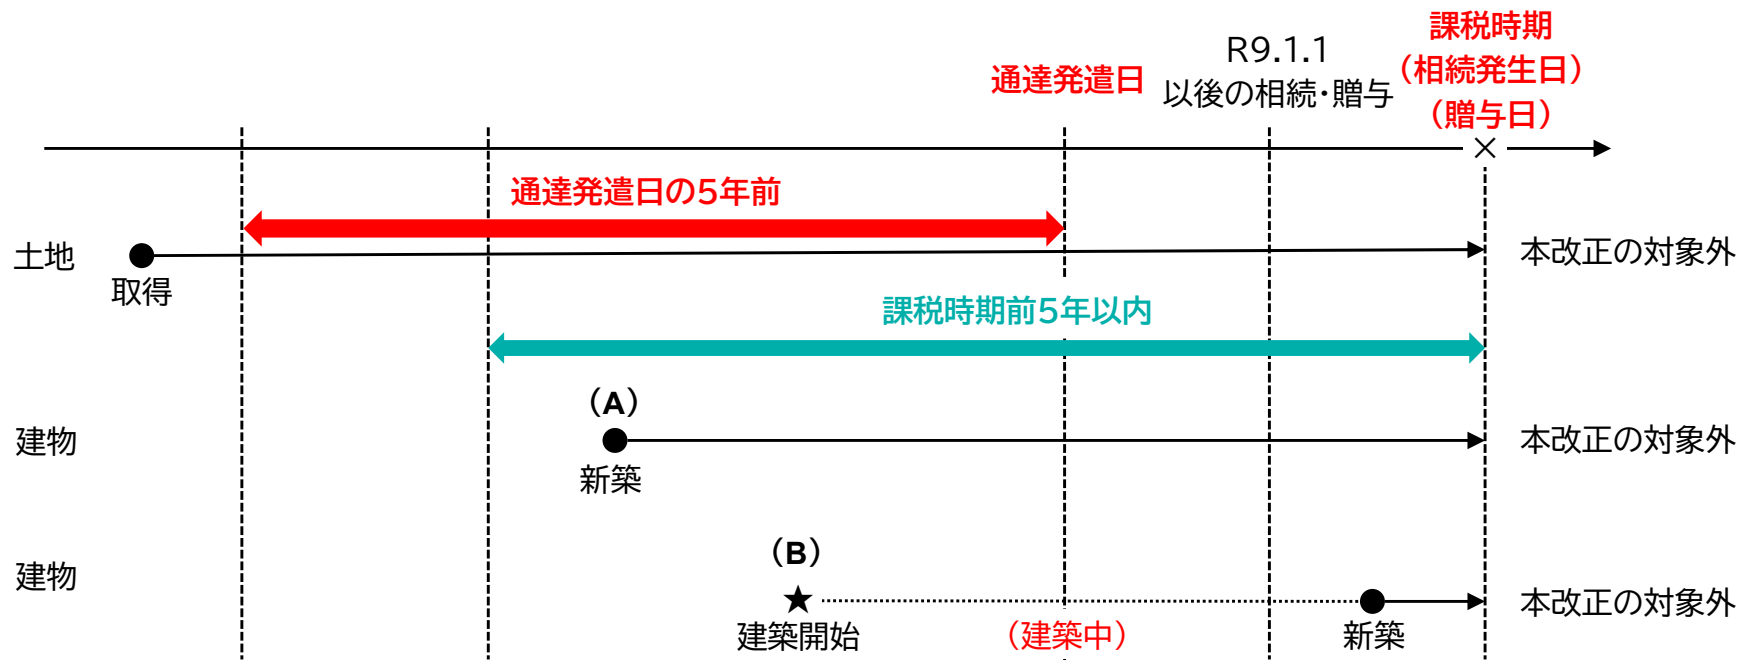 課税時期
（相続発生日）
（贈与日）
R9.1.1
以後の相続・贈与
通達発遣日
通達発遣日の5年前
土地
取得
本改正の対象外
課税時期前5年以内
（A）
建物
新築
本改正の対象外
（B）
建物
建築開始
（建築中）
新築
本改正の対象外